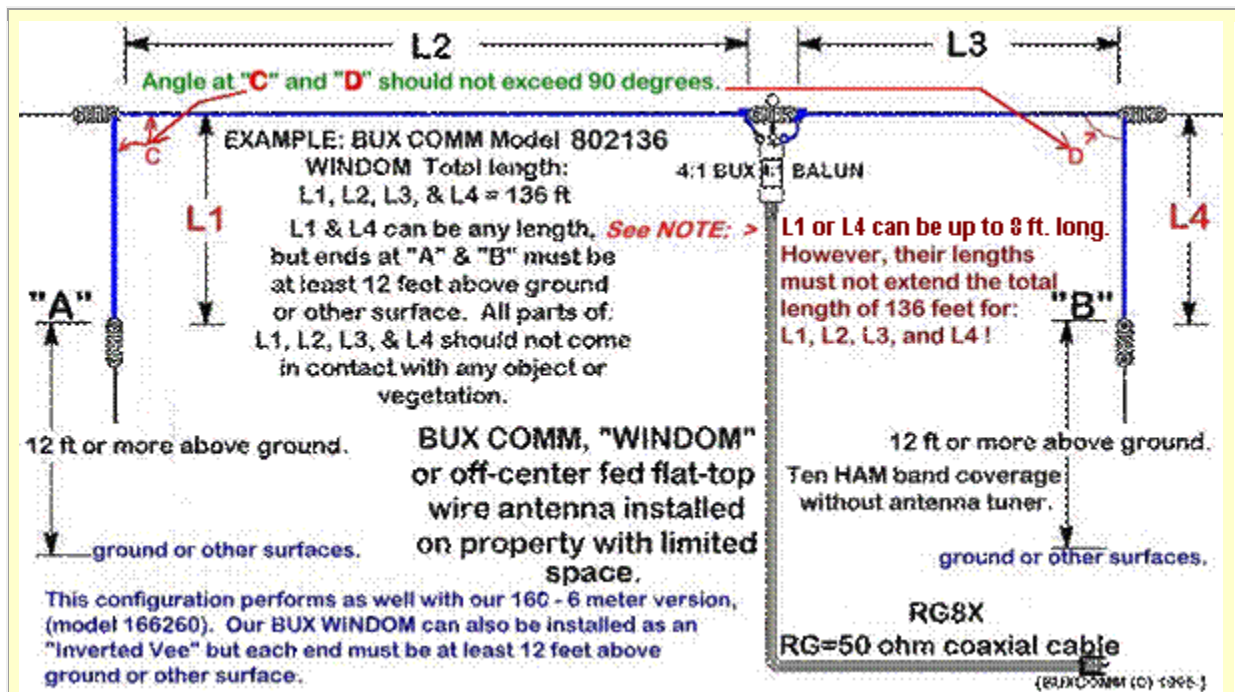 L2
L3
Angle at "C" and "D" should not exceed 90 degrees.
C
D
EXAMPLE: BUX COMM Model 802136
WINDOM Total length:
L1, L2, L3, & L4 = 136 ft
4:1 BUX 4:1 BALUN
L1
L4
L1 & L4 can be any length, See NOTE: >
but ends at "A" & "B" must be
at least 12 feet above ground
or other surface. All parts of:
L1, L2, L3, & L4 should not come
in contact with any object or
vegetation.
L1 or L4 can be up to 8 ft. long.
However, their lengths
must not extend the total
length of 136 feet for:
L1, L2, L3, and L4 !
"A"
"B"
12 ft or more above ground.
12 ft or more above ground.
BUX COMM, "WINDOM"
or off-center fed flat-top
wire antenna installed
on property with limited
space.
Ten HAM band coverage
without antenna tuner.
ground or other surfaces.
ground or other surfaces.
This configuration performs as well with our 160 - 6 meter version,
(model 166260). Our BUX WINDOM can also be installed as an
"Inverted Vee" but each end must be at least 12 feet above
ground or other surface.
RG8X
RG=50 ohm coaxial cable
(BUXCOMM (C) 1995-)